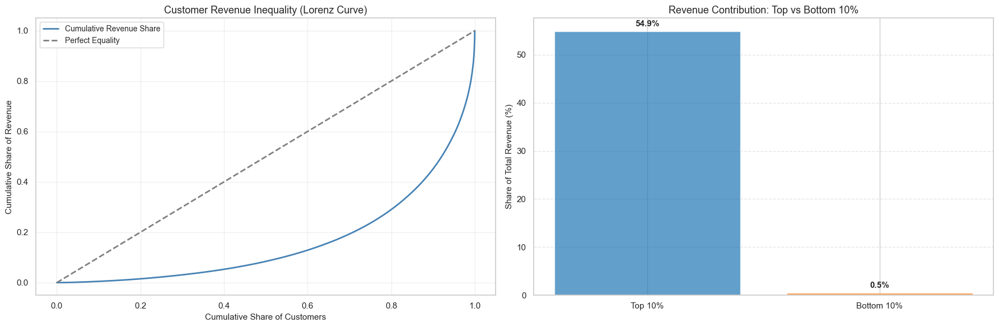 Customer Revenue Inequality (Lorenz Curve)
Cumulative Revenue Share
Perfect Equality
Cumulative Share of Revenue
1.0
0.8
0.6
0.4
0.2
0.0
0.0 0.2 0.4 0.6 0.8 1.0
Cumulative Share of Customers
Revenue Contribution: Top vs Bottom 10%
Share of Total Revenue (%)
50
40
30
20
10
0
54.9%
0.5%
Top 10% Bottom 10%